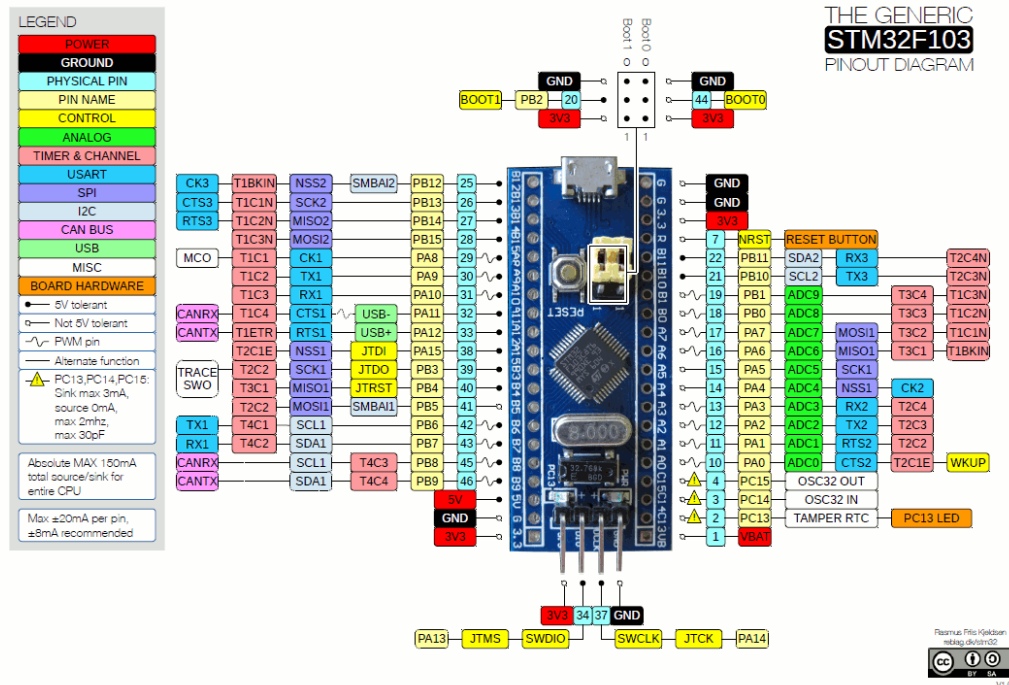 LEGEND
POWER
GROUND
PHYSICAL PIN
PIN NAME
CONTROL
ANALOG
TIMER & CHANNEL
USART
SPI
I2C
CAN BUS
USB
MISC
BOARD HARDWARE
5V tolerant
Not 5V tolerant
PWM pin
Alternate function
PC13,PC14,PC15:
Sink max 3mA,
source 0mA,
max 2mhz,
max 30pF
Absolute MAX 150mA
total source/sink for
entire CPU
Max ±20mA per pin,
±8mA recommended
THE GENERIC
STM32F103
PINOUT DIAGRAM
Boot1 Boot0
GND GND
BOOT1 PB2 20 44 BOOT0
3V3 3V3
1 1
CK3 T1BKIN NSS2 SMBAI2 PB12 25
CTS3 T1C1N SCK2 PB13 26
RTS3 T1C2N MISO2 PB14 27
T1C3N MOSI2 PB15 28
MCO T1C1 CK1 PA8 29
T1C2 TX1 PA9 30
T1C3 RX1 PA10 31
CANRX T1C4 CTS1 USB- PA11 32
CANTX T1ETR RTS1 USB+ PA12 33
T2C1E NSS1 JTDI PA15 38
TRACE SWO T2C2 SCK1 JTDO PB3 39
T3C1 MISO1 JTRST PB4 40
T2C2 MOSI1 SMBAI1 PB5 41
TX1 T4C1 SCL1 PB6 42
RX1 T4C2 SDA1 PB7 43
CANRX SCL1 T4C3 PB8 45
CANTX SDA1 T4C4 PB9 46
5V
GND
3V3
GND
GND
3V3
7 NRST RESET BUTTON
22 PB11 SDA2 RX3 T2C4N
21 PB10 SCL2 TX3 T2C3N
19 PB1 ADC9 T3C4 T1C3N
18 PB0 ADC8 T3C3 T1C2N
17 PA7 ADC7 MOSI1 T3C2 T1C1N
16 PA6 ADC6 MISO1 T3C1 T1BKIN
15 PA5 ADC5 SCK1
14 PA4 ADC4 NSS1 CK2
13 PA3 ADC3 RX2 T2C4
12 PA2 ADC2 TX2 T2C3
11 PA1 ADC1 RTS2 T2C2
10 PA0 ADC0 CTS2 T2C1E WKUP
4 PC15 OSC32 OUT
3 PC14 OSC32 IN
2 PC13 TAMPER RTC PC13 LED
1 VBAT
RESET
8.000
32.768k
PC13
3V3 34 37 GND
PA13 JTMS SWDIO SWCLK JTCK PA14
Rasmus Friis Kjeldsen
reblag.dk/stm32
CC BY SA